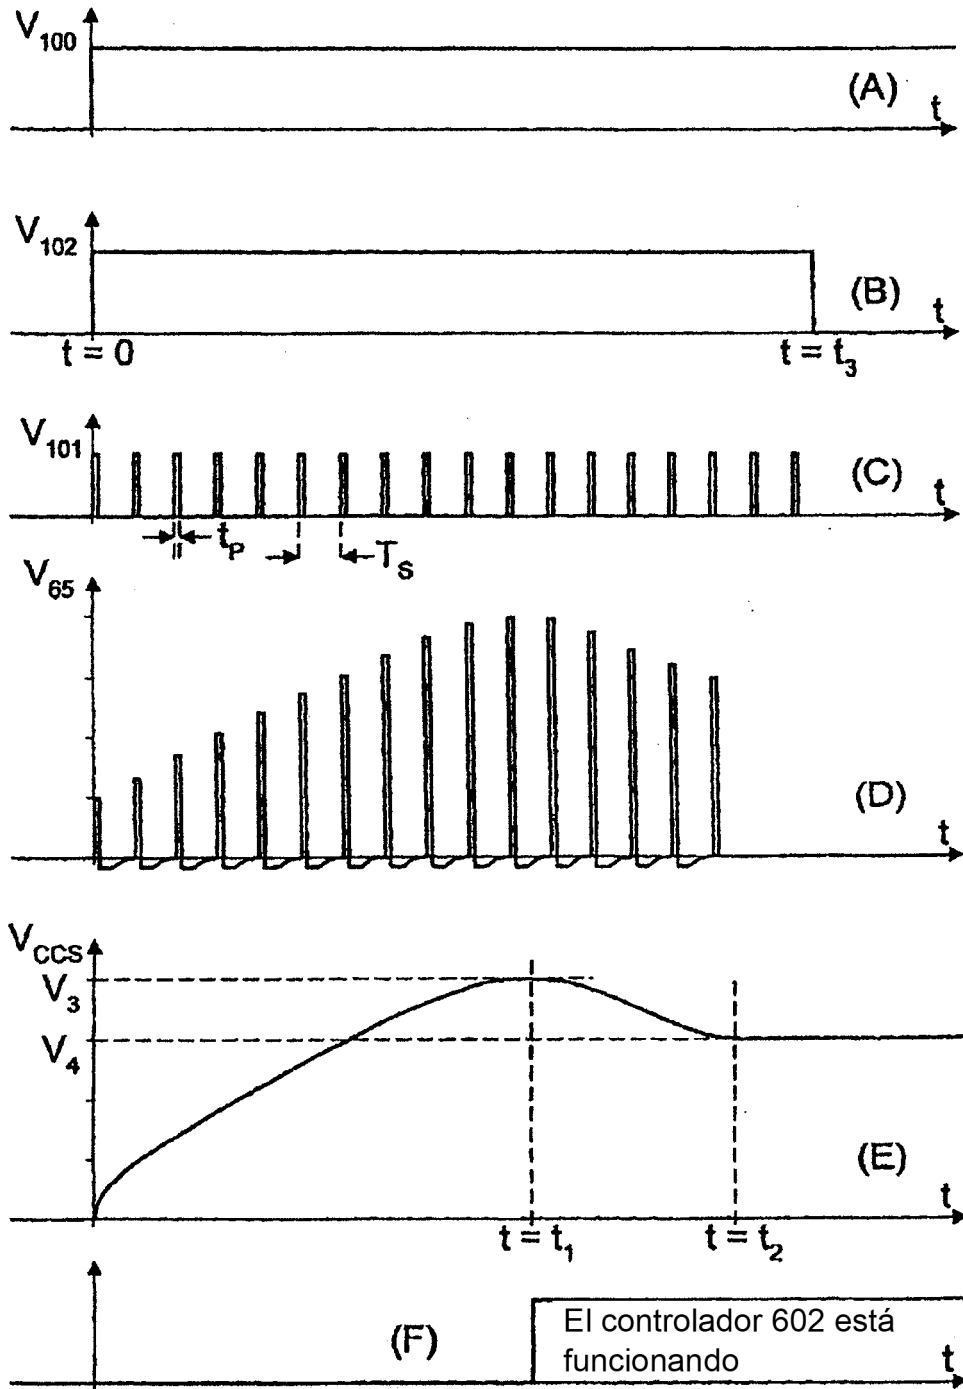 V100
(A)
t
V102
(B)
t
t = 0
t = t3
V101
(C)
t
tP
TS
V65
(D)
t
VCCS
V3
V4
(E)
t
t = t1
t = t2
(F)
El controlador 602 está
funcionando
t